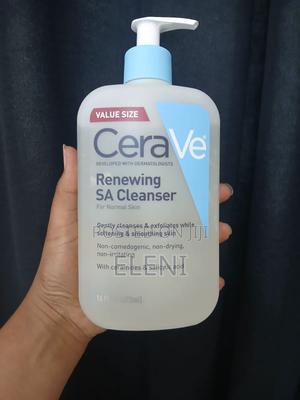 VALUE SIZE
CeraVe
DEVELOPED WITH DERMATOLOGISTS
Renewing
SA Cleanser
For Normal Skin
Gently cleanses & exfoliates while
softening & smoothing skin
Non-comedogenic, non-drying,
non-irritating
With ceramides & salicylic acid
ELENI